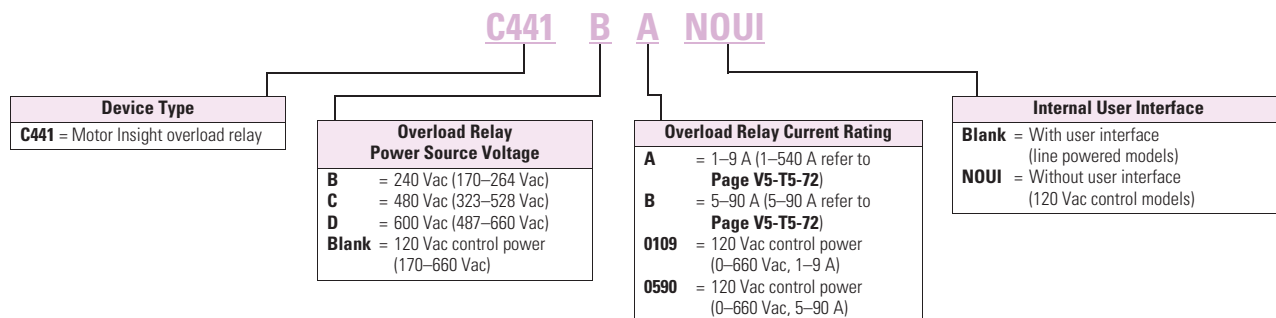 C441 B A NOUI
Device Type
C441 = Motor Insight overload relay
Overload Relay
Power Source Voltage
B = 240 Vac (170–264 Vac)
C = 480 Vac (323–528 Vac)
D = 600 Vac (487–660 Vac)
Blank = 120 Vac control power
(170–660 Vac)
Overload Relay Current Rating
A = 1–9 A (1–540 A refer to
Page V5-T5-72)
B = 5–90 A (5–90 A refer to
Page V5-T5-72)
0109 = 120 Vac control power
(0–660 Vac, 1–9 A)
0590 = 120 Vac control power
(0–660 Vac, 5–90 A)
Internal User Interface
Blank = With user interface
(line powered models)
NOUI = Without user interface
(120 Vac control models)